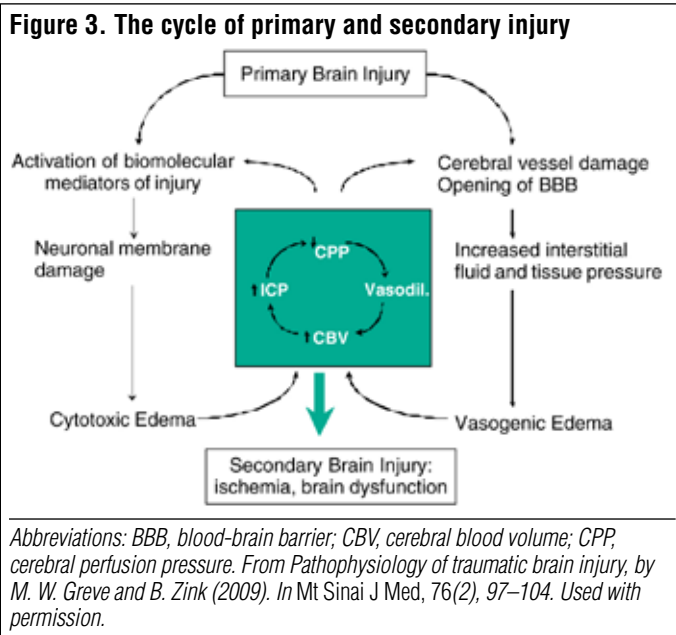 Figure 3. The cycle of primary and secondary injury
Primary Brain Injury
Activation of biomolecular
mediators of injury
Cerebral vessel damage
Opening of BBB
Neuronal membrane
damage
Increased interstitial
fluid and tissue pressure
↓CPP
↑ICP
Vasodil.
↑CBV
Cytotoxic Edema
Vasogenic Edema
Secondary Brain Injury:
ischemia, brain dysfunction
Abbreviations: BBB, blood-brain barrier; CBV, cerebral blood volume; CPP,
cerebral perfusion pressure. From Pathophysiology of traumatic brain injury, by
M. W. Greve and B. Zink (2009). In Mt Sinai J Med, 76(2), 97–104. Used with
permission.